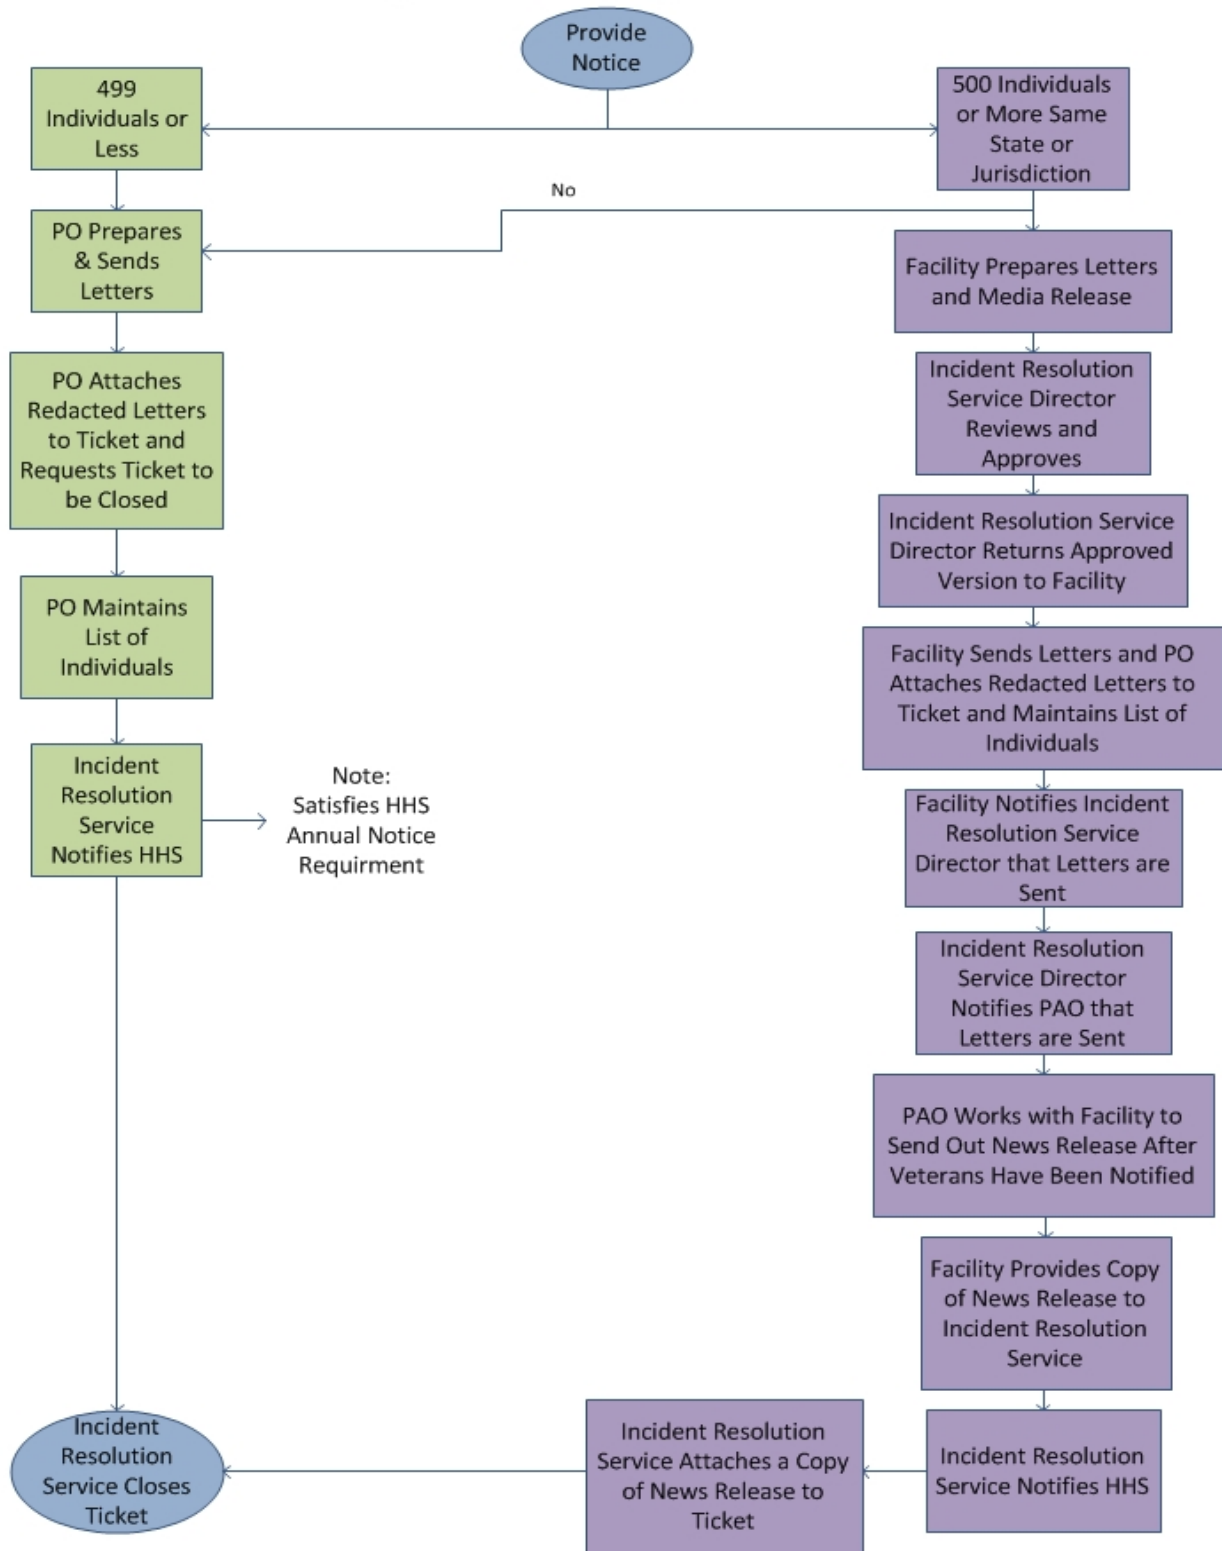 Provide
Notice
499
Individuals or
Less
500 Individuals
or More Same
State or
Jurisdiction
No
PO Prepares
& Sends
Letters
Facility Prepares Letters
and Media Release
PO Attaches
Redacted Letters
to Ticket and
Requests Ticket to
be Closed
Incident Resolution
Service Director
Reviews and
Approves
Incident Resolution Service
Director Returns Approved
Version to Facility
PO Maintains
List of
Individuals
Facility Sends Letters and PO
Attaches Redacted Letters to
Ticket and Maintains List of
Individuals
Incident
Resolution
Service
Notifies HHS
Note:
Satisfies HHS
Annual Notice
Requirment
Facility Notifies Incident
Resolution Service
Director that Letters are
Sent
Incident Resolution
Service Director
Notifies PAO that
Letters are Sent
PAO Works with Facility to
Send Out News Release After
Veterans Have Been Notified
Facility Provides Copy
of News Release to
Incident Resolution
Service
Incident Resolution
Service Notifies HHS
Incident Resolution
Service Attaches a Copy
of News Release to
Ticket
Incident
Resolution
Service Closes
Ticket